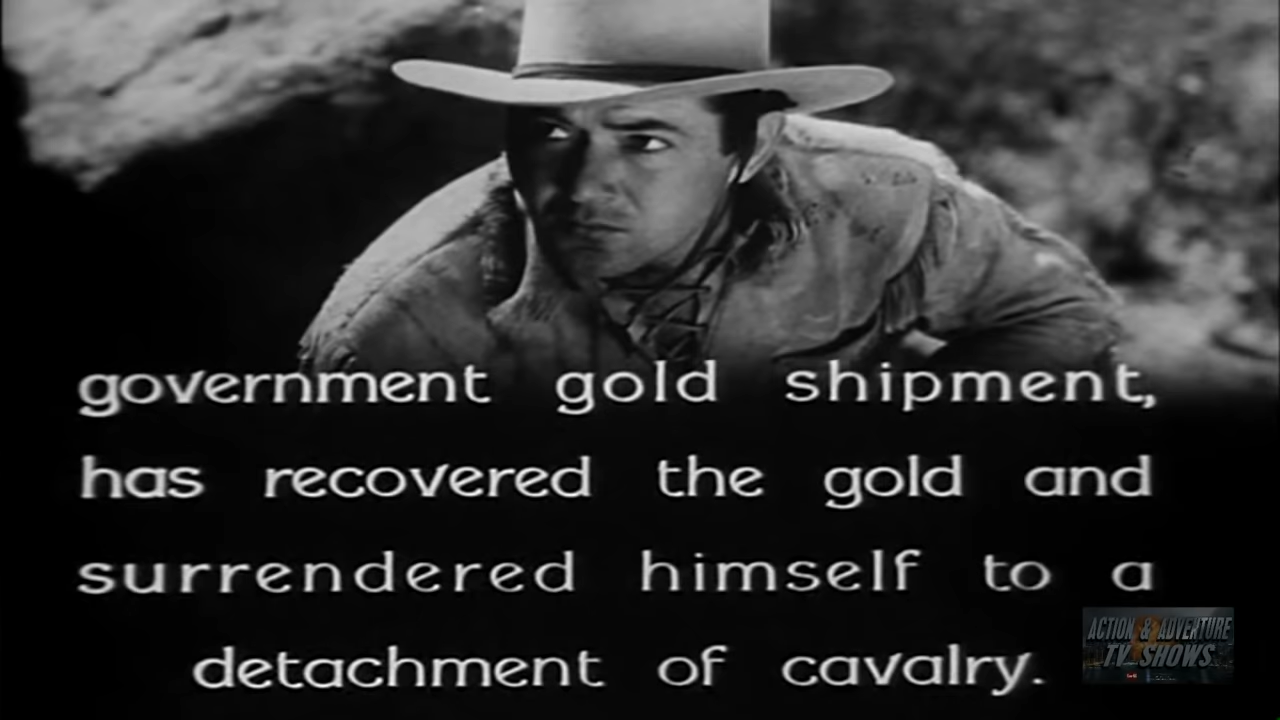 government gold shipment,
has recovered the gold and
surrendered himself to a
detachment of cavalry.
ACTION & ADVENTURE
TV SHOWS